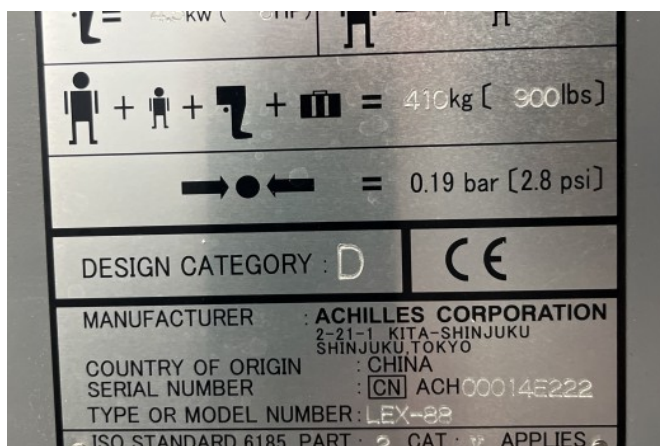 kW ( HP)
+ + + = 410kg [ 900lbs]
= 0.19 bar [2.8 psi]
DESIGN CATEGORY : D
CE
MANUFACTURER : ACHILLES CORPORATION
2-21-1 KITA-SHINJUKU
SHINJUKU,TOKYO
COUNTRY OF ORIGIN : CHINA
SERIAL NUMBER : CN ACH00014E222
TYPE OR MODEL NUMBER : LEX-88
ISO STANDARD 6185 PART : CAT : APPLIES